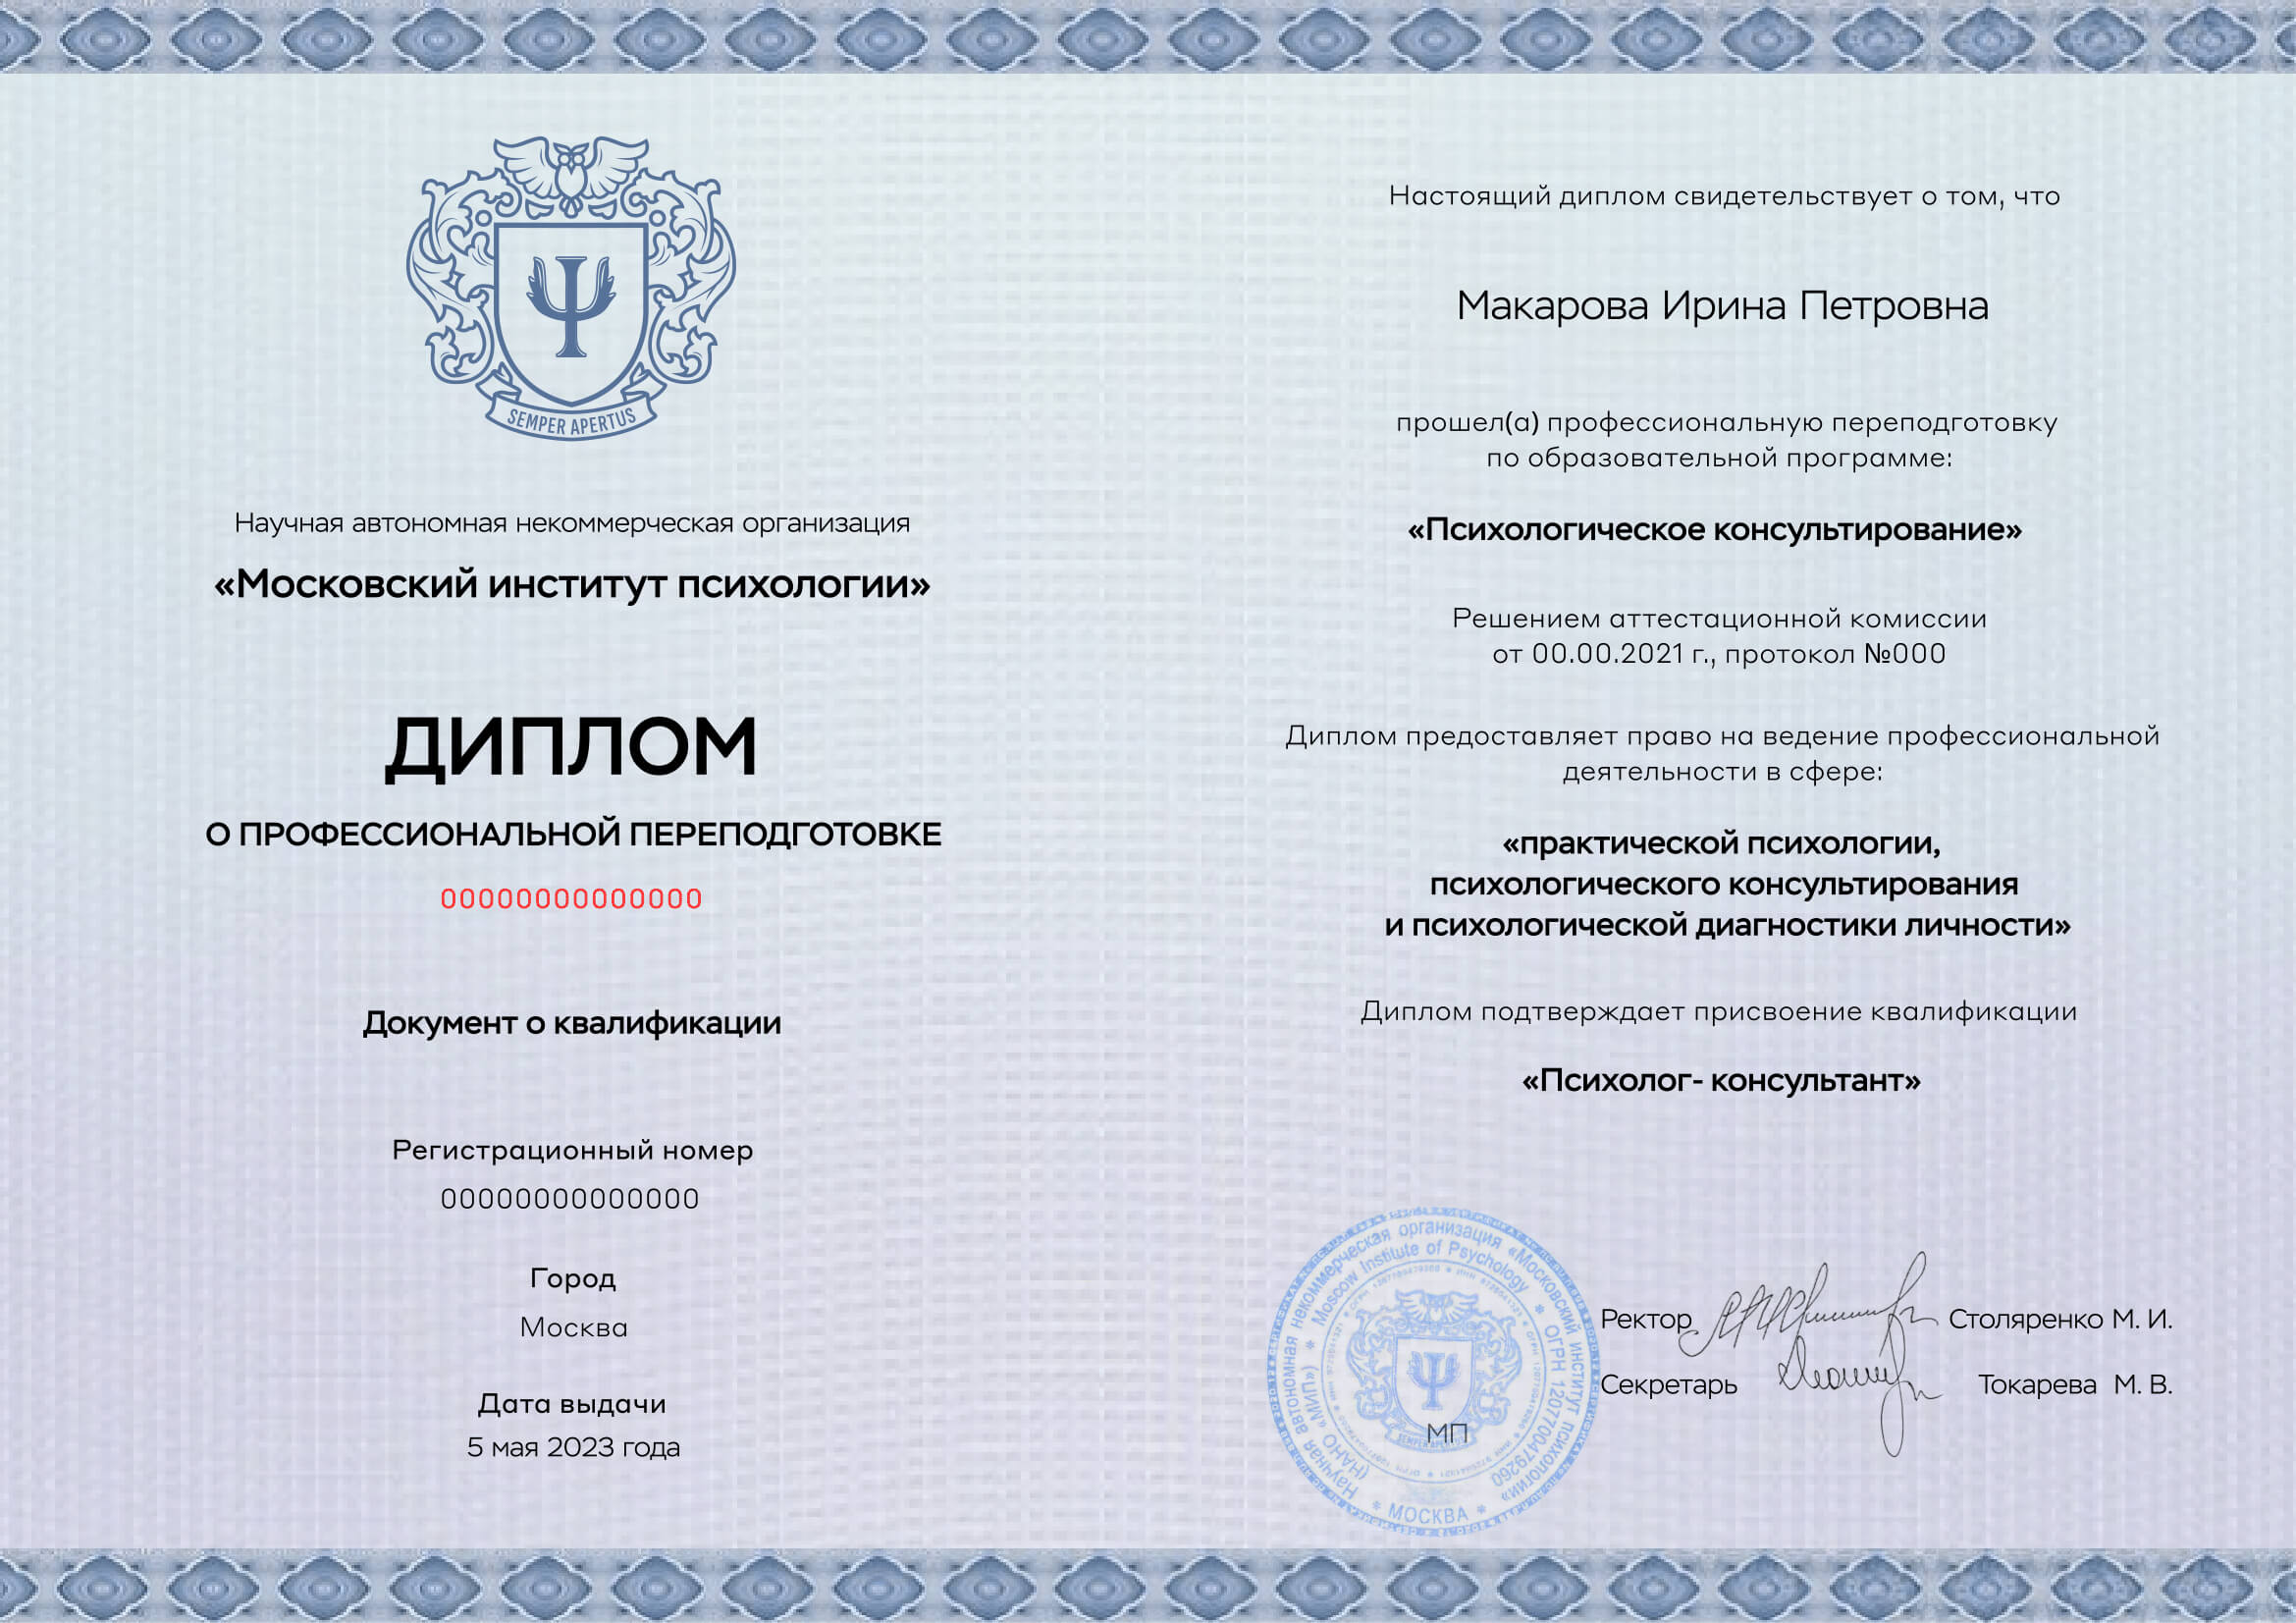 SEMPER APERTUS
Научная автономная некоммерческая организация
«Московский институт психологии»
ДИПЛОМ
О ПРОФЕССИОНАЛЬНОЙ ПЕРЕПОДГОТОВКЕ
00000000000000
Документ о квалификации
Регистрационный номер
00000000000000
Город
Москва
Дата выдачи
5 мая 2023 года
Настоящий диплом свидетельствует о том, что
Макарова Ирина Петровна
прошел(а) профессиональную переподготовку
по образовательной программе:
«Психологическое консультирование»
Решением аттестационной комиссии
от 00.00.2021 г., протокол №000
Диплом предоставляет право на ведение профессиональной
деятельности в сфере:
«практической психологии,
психологического консультирования
и психологической диагностики личности»
Диплом подтверждает присвоение квалификации
«Психолог- консультант»
Ректор Столяренко М. И.
Секретарь Токарева М. В.
МП
Научная автономная некоммерческая организация «Московский институт психологии»
(НАНО «МИП») * Moscow Institute of Psychology * ОГРН 1207700479260
* МОСКВА *